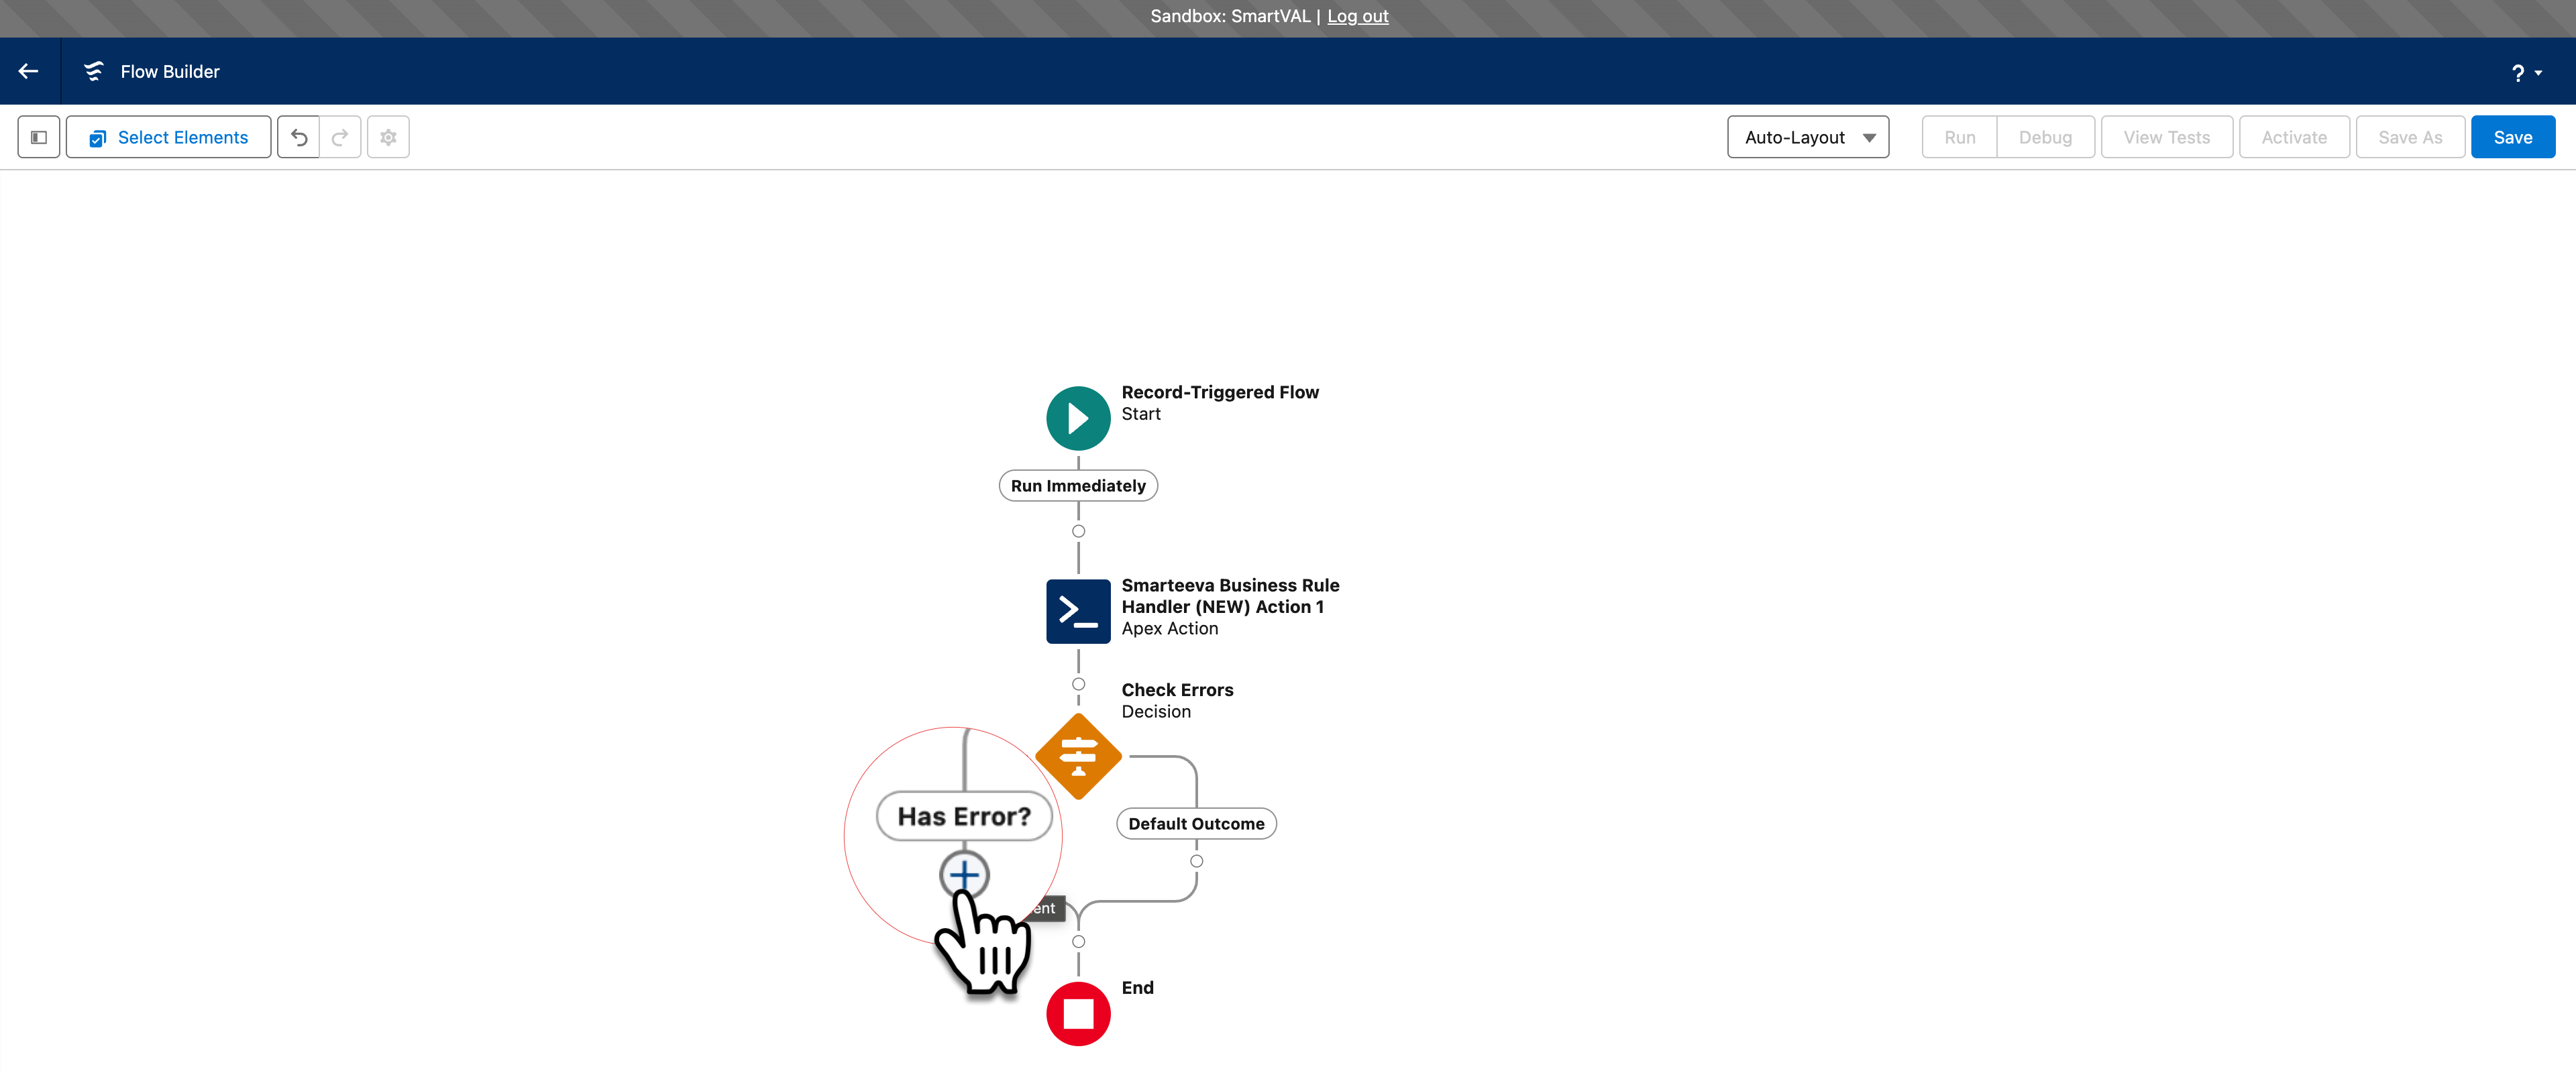 Sandbox: SmartVAL | Log out
Flow Builder
?
Select Elements
Auto-Layout
Run
Debug
View Tests
Activate
Save As
Save
Record-Triggered Flow
Start
Run Immediately
Smarteeva Business Rule
Handler (NEW) Action 1
Apex Action
Check Errors
Decision
Has Error?
Default Outcome
ent
End